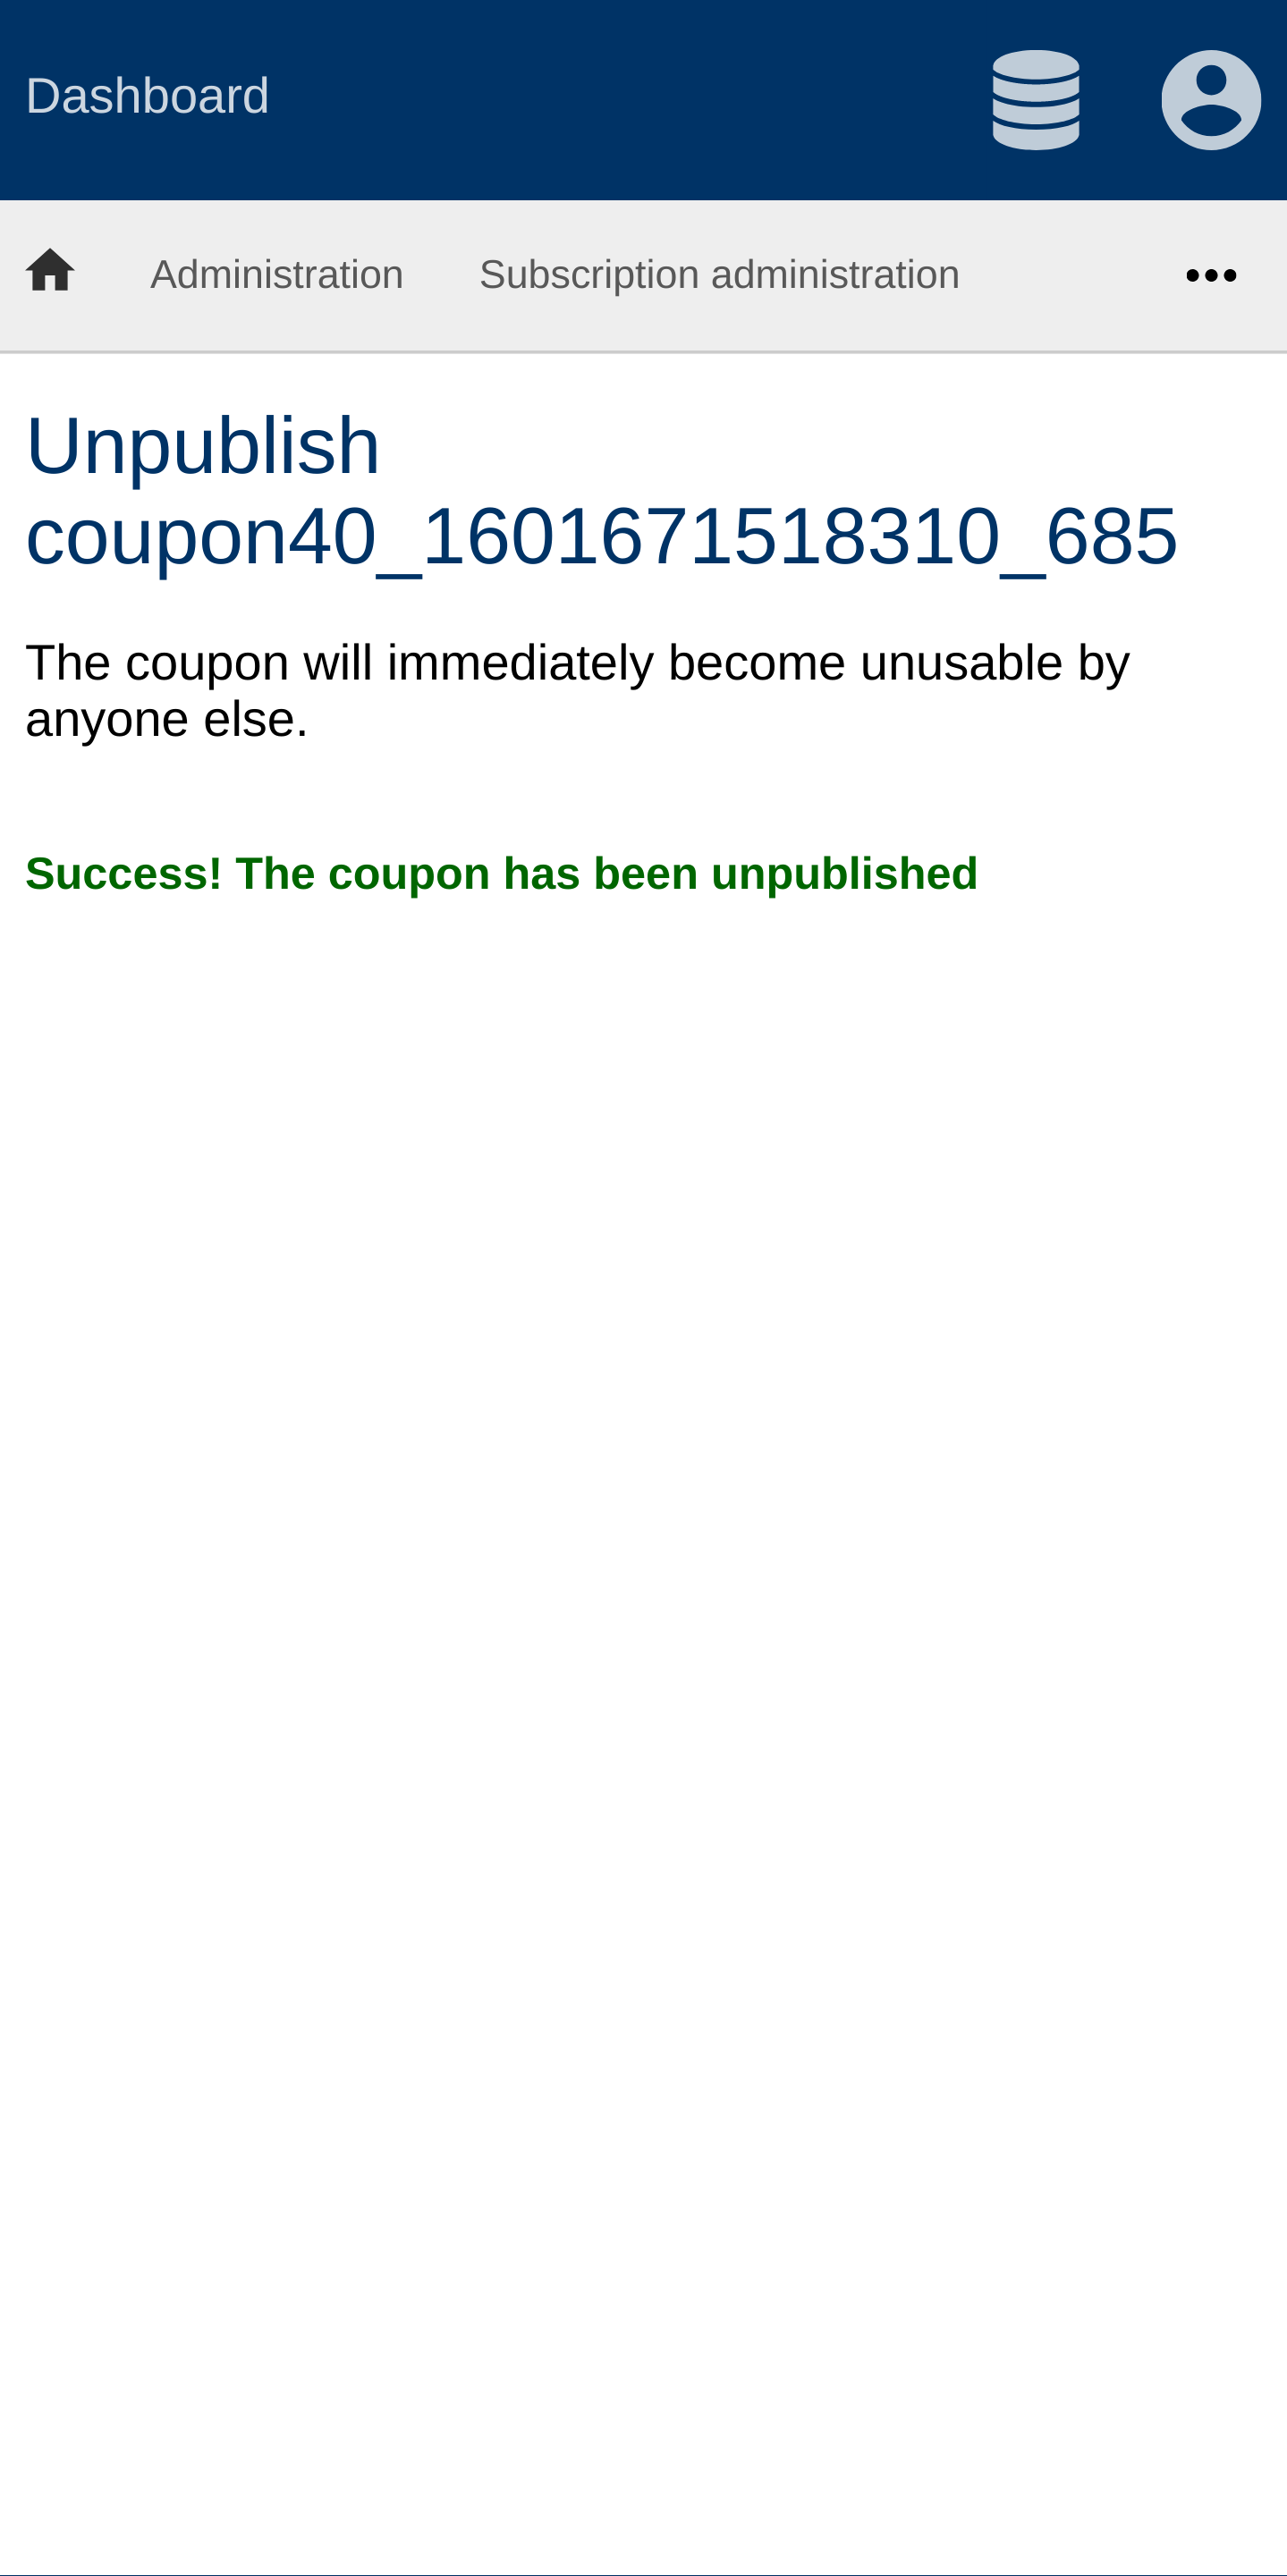 Dashboard
Administration Subscription administration
Unpublish
coupon40_1601671518310_685
The coupon will immediately become unusable by
anyone else.
Success! The coupon has been unpublished